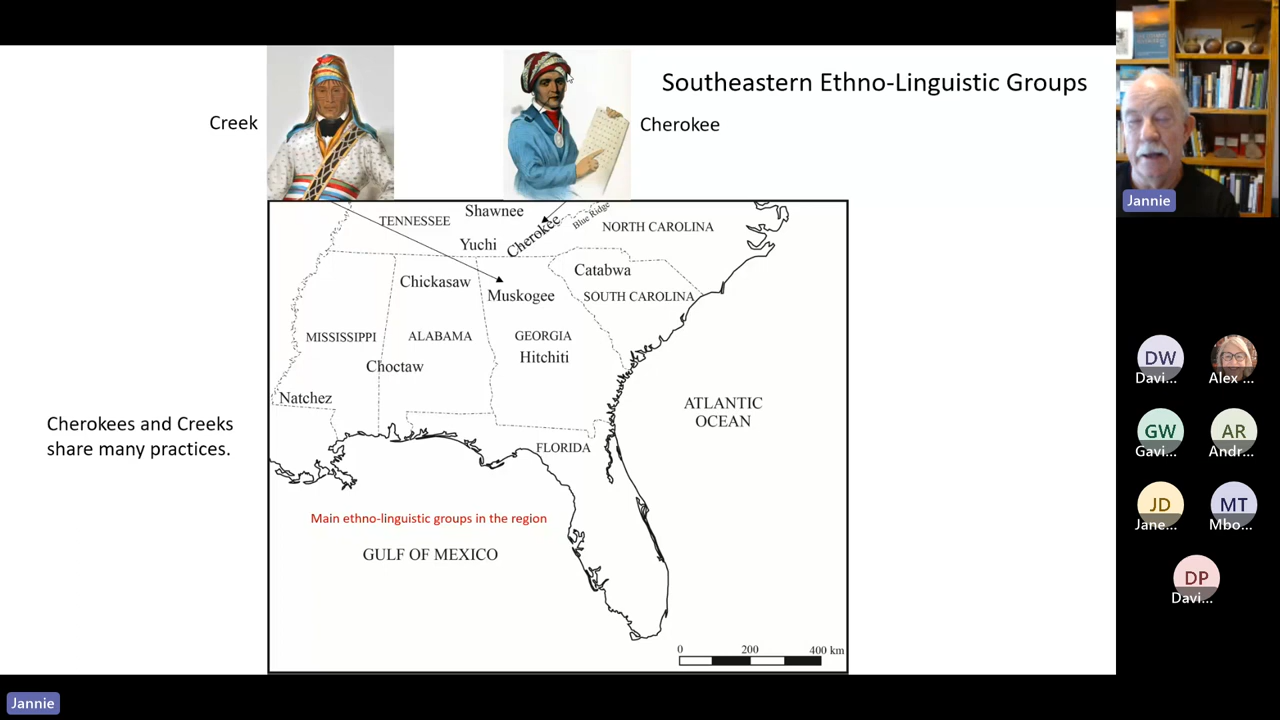 Southeastern Ethno-Linguistic Groups
Creek
Cherokee
Jannie
Shawnee
TENNESSEE
Blue Ridge
NORTH CAROLINA
Cherokee
Yuchi
Catabwa
Chickasaw
Muskogee
SOUTH CAROLINA
MISSISSIPPI
ALABAMA
GEORGIA
Hitchiti
Choctaw
Natchez
ATLANTIC
OCEAN
Cherokees and Creeks
share many practices.
FLORIDA
Main ethno-linguistic groups in the region
GULF OF MEXICO
0 200 400 km
DW
Davi...
Alex ...
GW
Gavi...
AR
Andr...
JD
Jane...
MT
Mbo...
DP
Davi...
Jannie